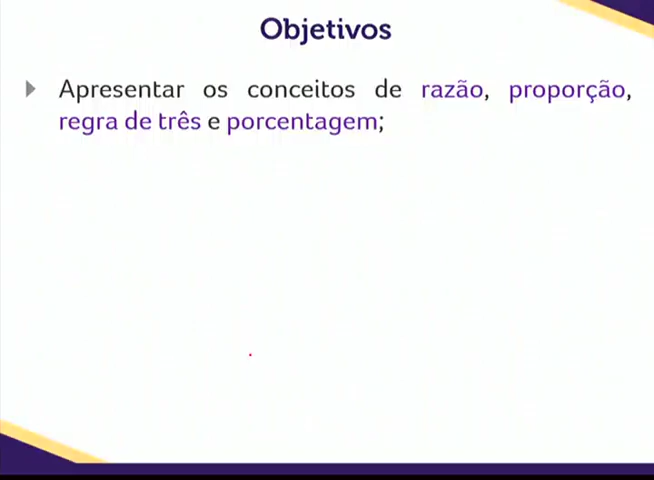 Objetivos
Apresentar os conceitos de razão, proporção,
regra de três e porcentagem;